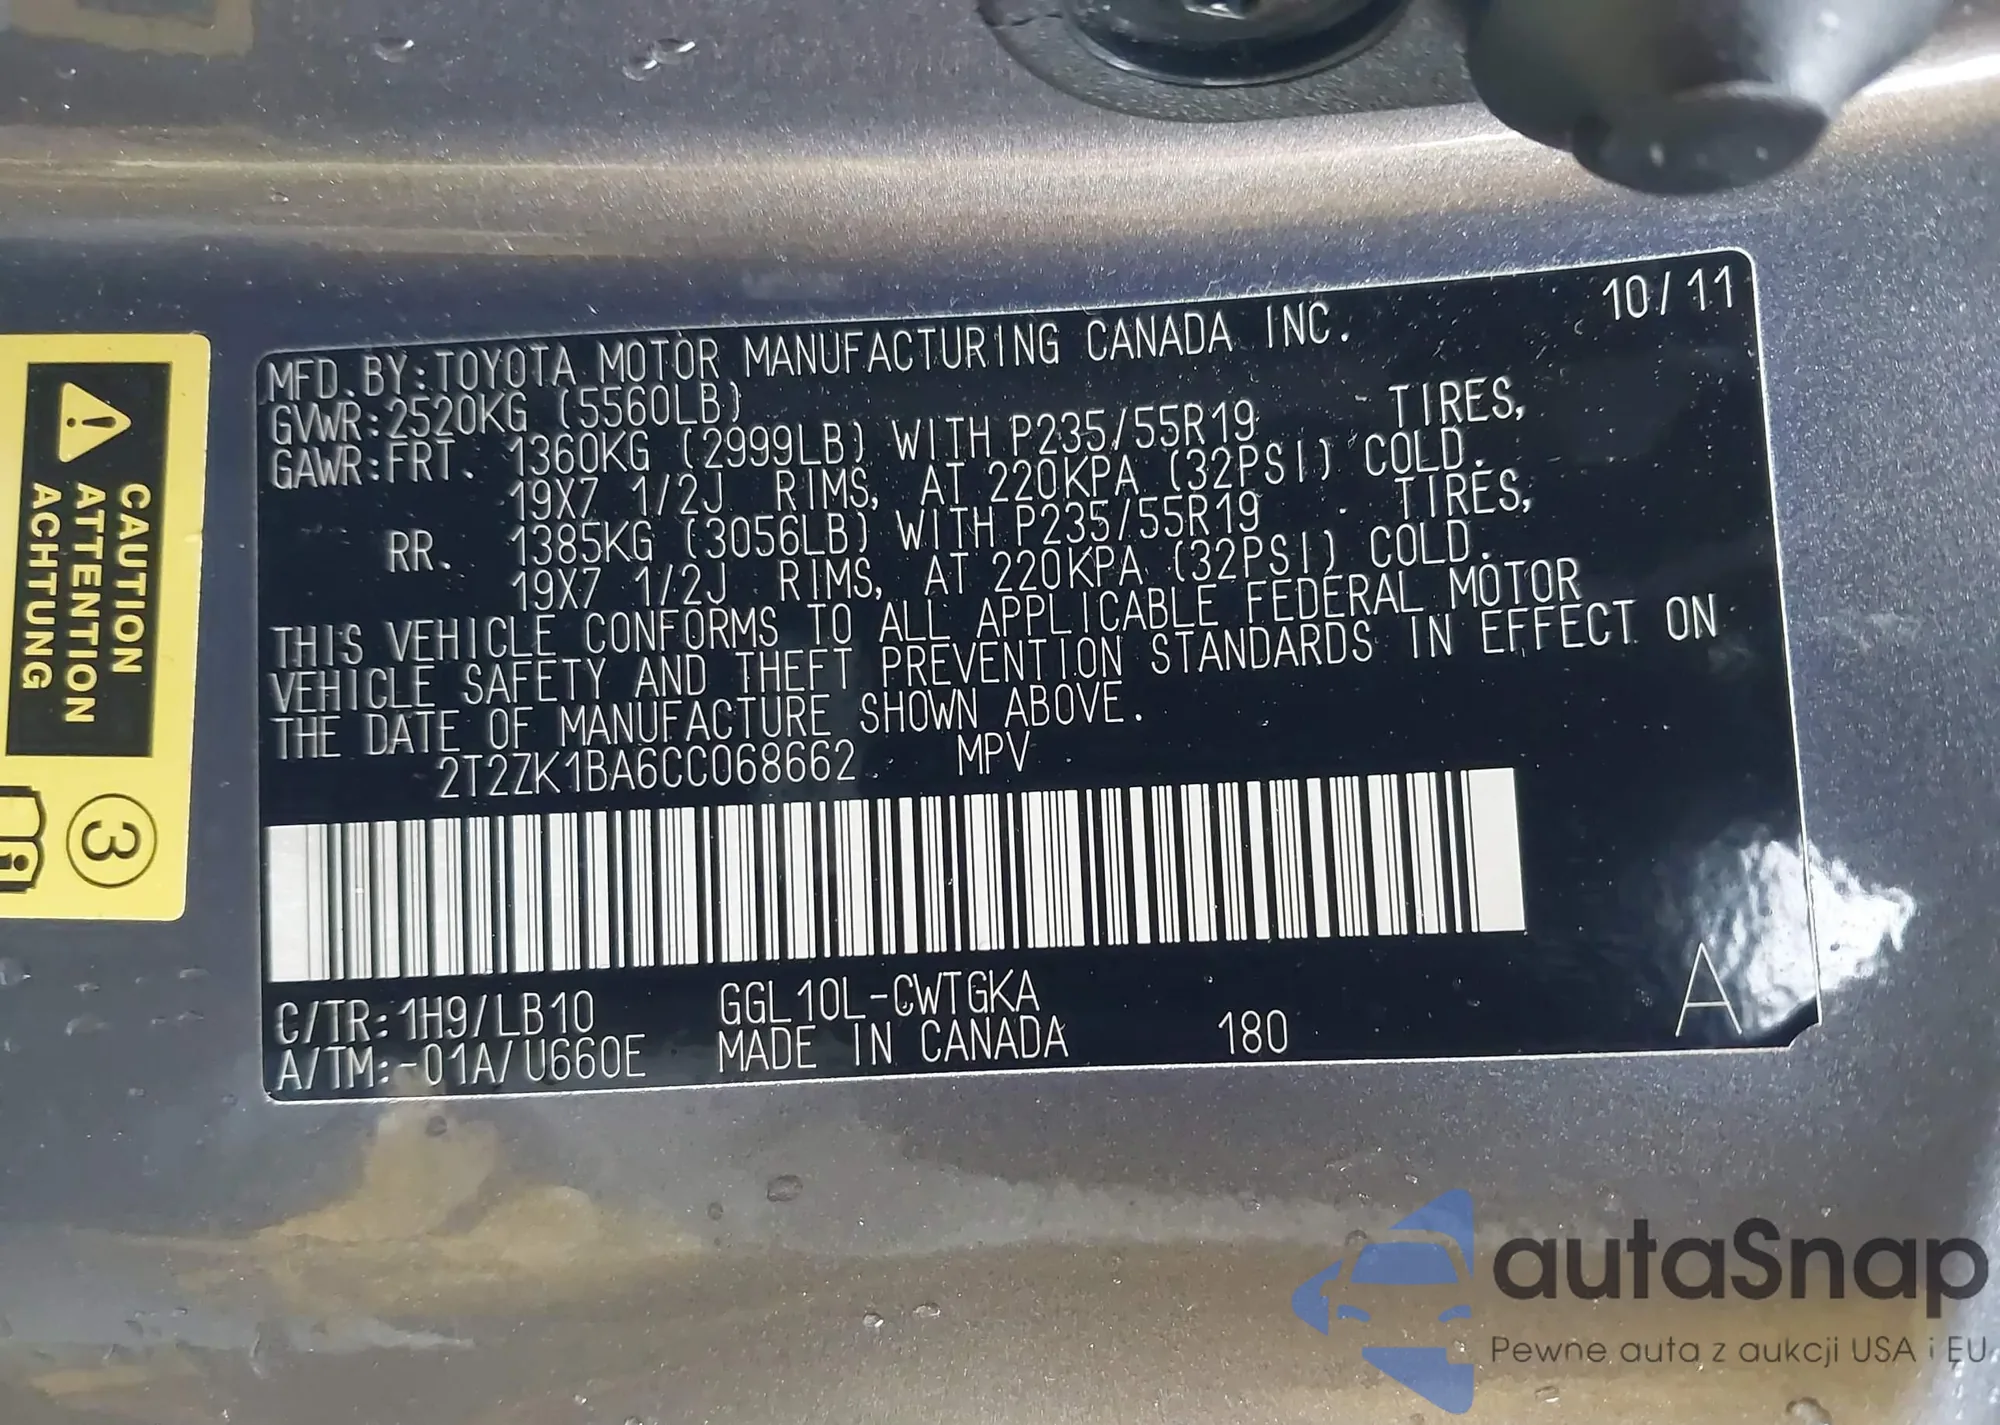 10/11
MFD.BY:TOYOTA MOTOR MANUFACTURING CANADA INC.
GVWR:2520KG (5560LB)
GAWR:FRT. 1360KG (2999LB) WITH P235/55R19 TIRES,
19X7 1/2J RIMS, AT 220KPA (32PSI) COLD.
RR. 1385KG (3056LB) WITH P235/55R19 TIRES,
19X7 1/2J RIMS, AT 220KPA (32PSI) COLD.
THIS VEHICLE CONFORMS TO ALL APPLICABLE FEDERAL MOTOR
VEHICLE SAFETY AND THEFT PREVENTION STANDARDS IN EFFECT ON
THE DATE OF MANUFACTURE SHOWN ABOVE.
2T2ZK1BA6CC068662 MPV
C/TR:1H9/LB10 GGL10L-CWTGKA
A/TM:-01A/U660E MADE IN CANADA 180 A
CAUTION
ATTENTION
ACHTUNG
3
autaSnap
Pewne auta z aukcji USA i EU